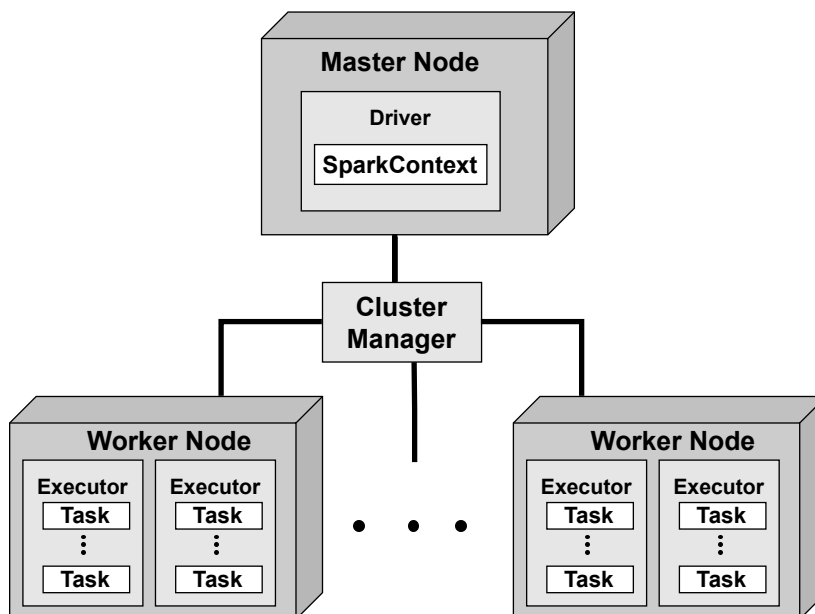 Master Node
Driver
SparkContext
Cluster
Manager
Worker Node
Executor
Task
Task
Executor
Task
Task
Worker Node
Executor
Task
Task
Executor
Task
Task